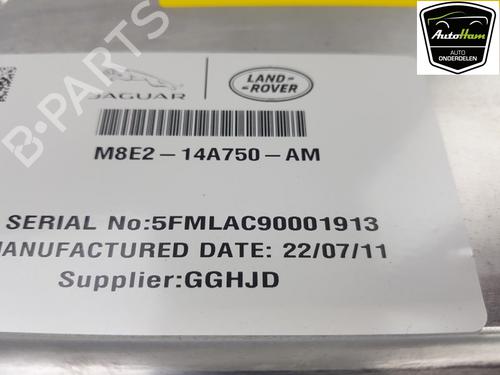 AutoHam
AUTO
ONDERDELEN
JAGUAR
LAND
ROVER
M8E2-14A750-AM
SERIAL No:5FMLAC90001913
MANUFACTURED DATE: 22/07/11
Supplier:GGHJD
B-PARTS